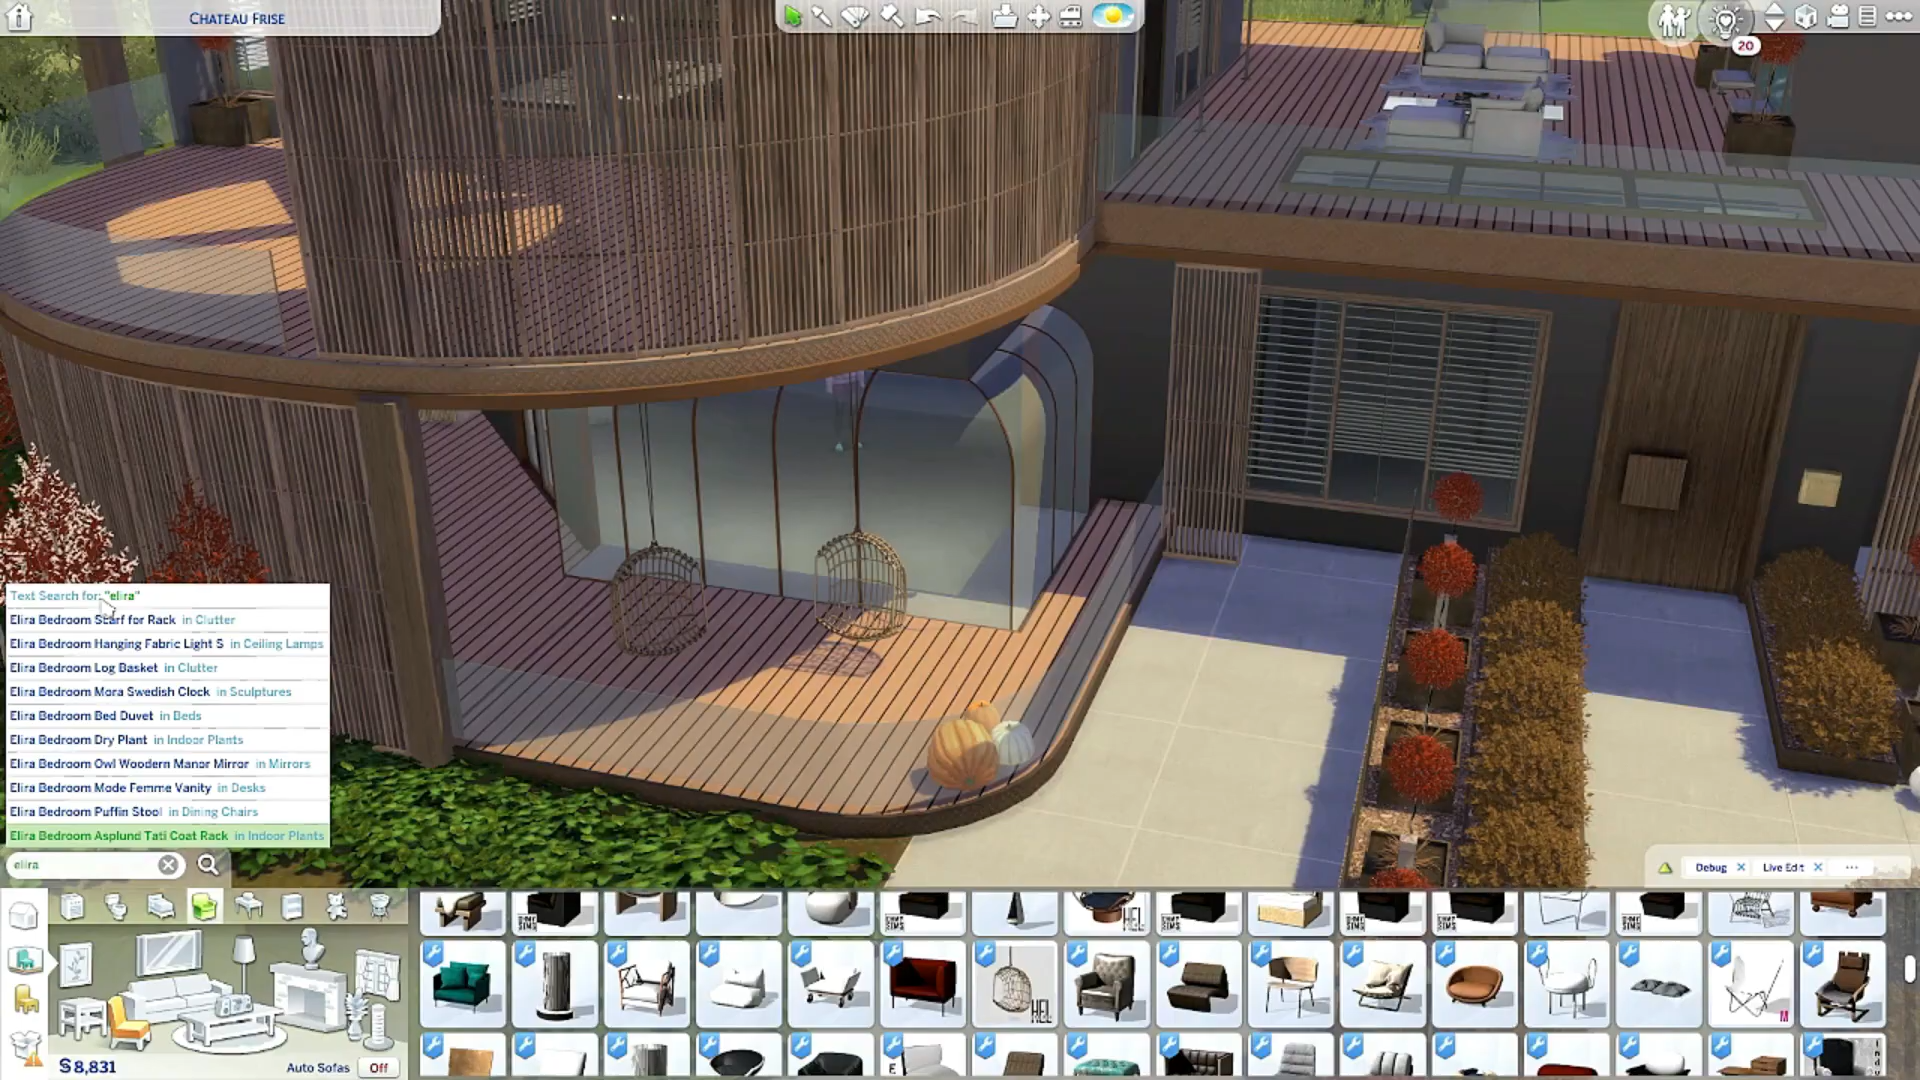 Chateau Frise
20
Text Search for: "elira"
Elira Bedroom Scarf for Rack in Clutter
Elira Bedroom Hanging Fabric Light S in Ceiling Lamps
Elira Bedroom Log Basket in Clutter
Elira Bedroom Mora Swedish Clock in Sculptures
Elira Bedroom Bed Duvet in Beds
Elira Bedroom Dry Plant in Indoor Plants
Elira Bedroom Owl Woodern Manor Mirror in Mirrors
Elira Bedroom Mode Femme Vanity in Desks
Elira Bedroom Puffin Stool in Dining Chairs
Elira Bedroom Asplund Tati Coat Rack in Indoor Plants
elira
Debug
Live Edit
§8,831
Auto Sofas Off
HEL
HEL
M
E